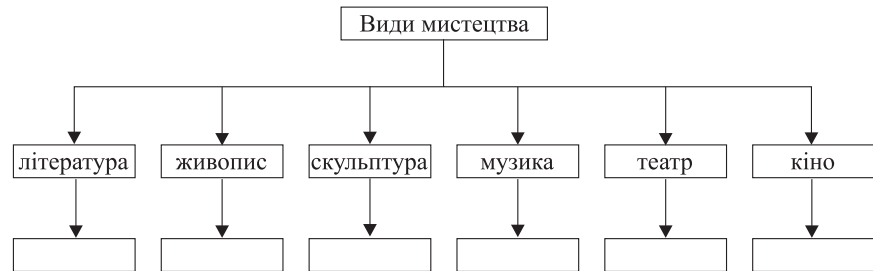 Види мистецтва
література живопис скульптура музика театр кіно